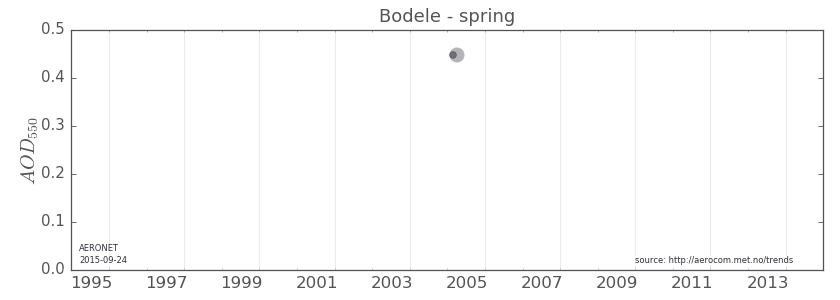 Bodele - spring
0.5
0.4
0.3
0.2
0.1
0.0
AOD550
AERONET
2015-09-24
source: http://aerocom.met.no/trends
1995 1997 1999 2001 2003 2005 2007 2009 2011 2013